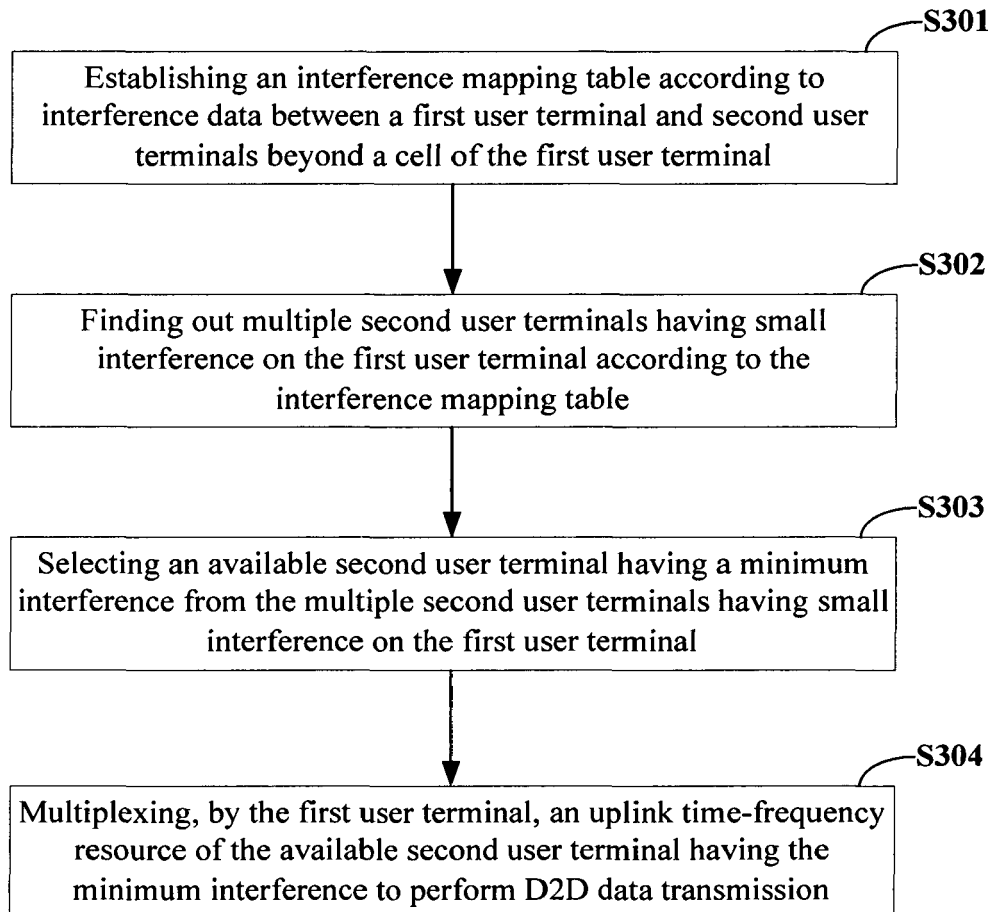 S301
Establishing an interference mapping table according to
interference data between a first user terminal and second user
terminals beyond a cell of the first user terminal
S302
Finding out multiple second user terminals having small
interference on the first user terminal according to the
interference mapping table
S303
Selecting an available second user terminal having a minimum
interference from the multiple second user terminals having small
interference on the first user terminal
S304
Multiplexing, by the first user terminal, an uplink time-frequency
resource of the available second user terminal having the
minimum interference to perform D2D data transmission